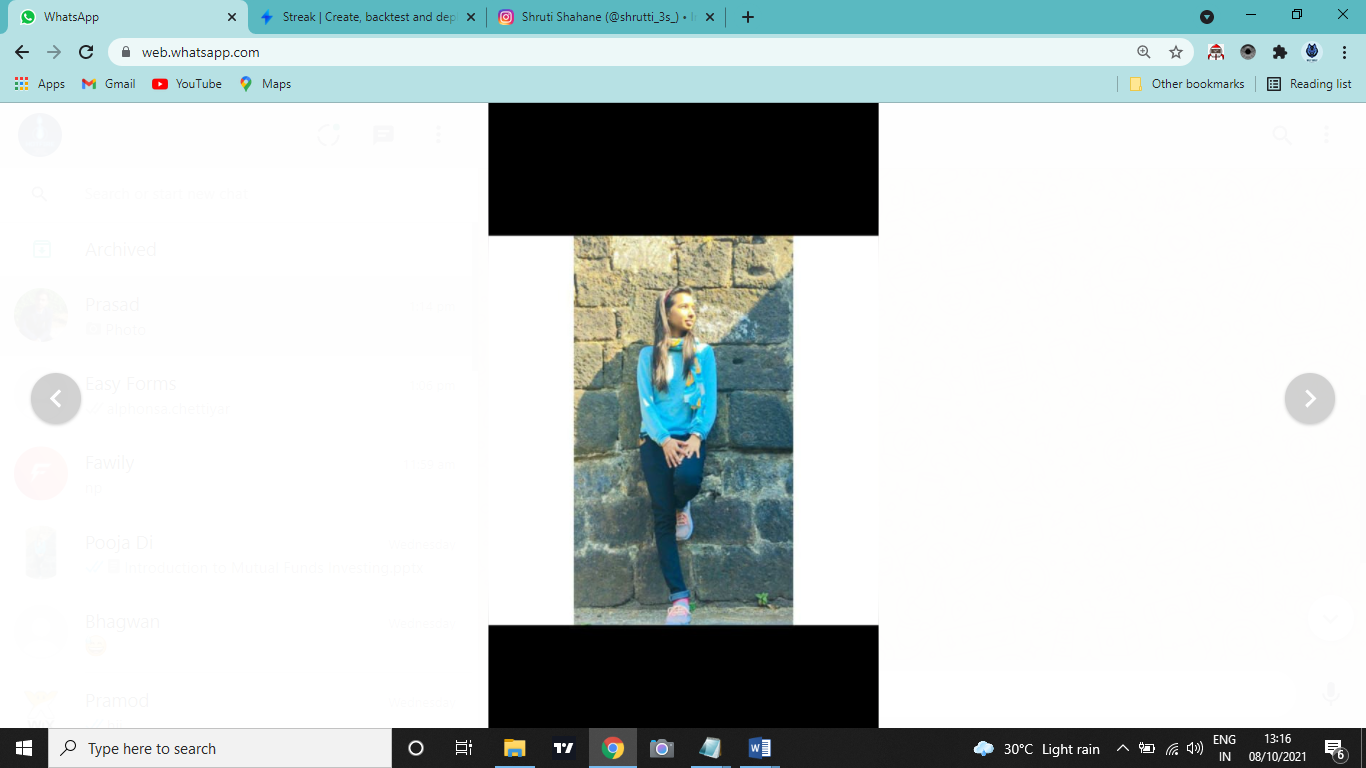 WhatsApp
Streak | Create, backtest and dep
Shruti Shahane (@shrutti_3s_) • I
web.whatsapp.com
Apps
Gmail
YouTube
Maps
Other bookmarks
Reading list
Search or start new chat
Archived
Prasad
Photo
Easy Forms
Fawily
Pooja Di
Wednesday
Introduction to Mutual Fonds Investing.pptx
Bhagwan
Wednesday
Pramod
Wednesday
Type here to search
30°C Light rain
ENG
IN
13:16
08/10/2021
6